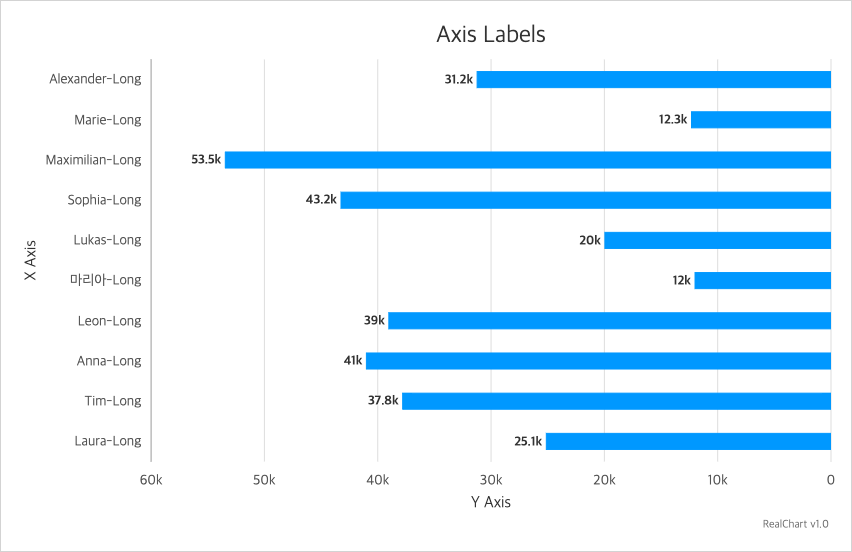 Axis Labels
Alexander-Long
31.2k
Marie-Long
12.3k
Maximilian-Long
53.5k
Sophia-Long
43.2k
Lukas-Long
20k
X Axis
마리아-Long
12k
Leon-Long
39k
Anna-Long
41k
Tim-Long
37.8k
Laura-Long
25.1k
60k 50k 40k 30k 20k 10k 0
Y Axis
RealChart v1.0